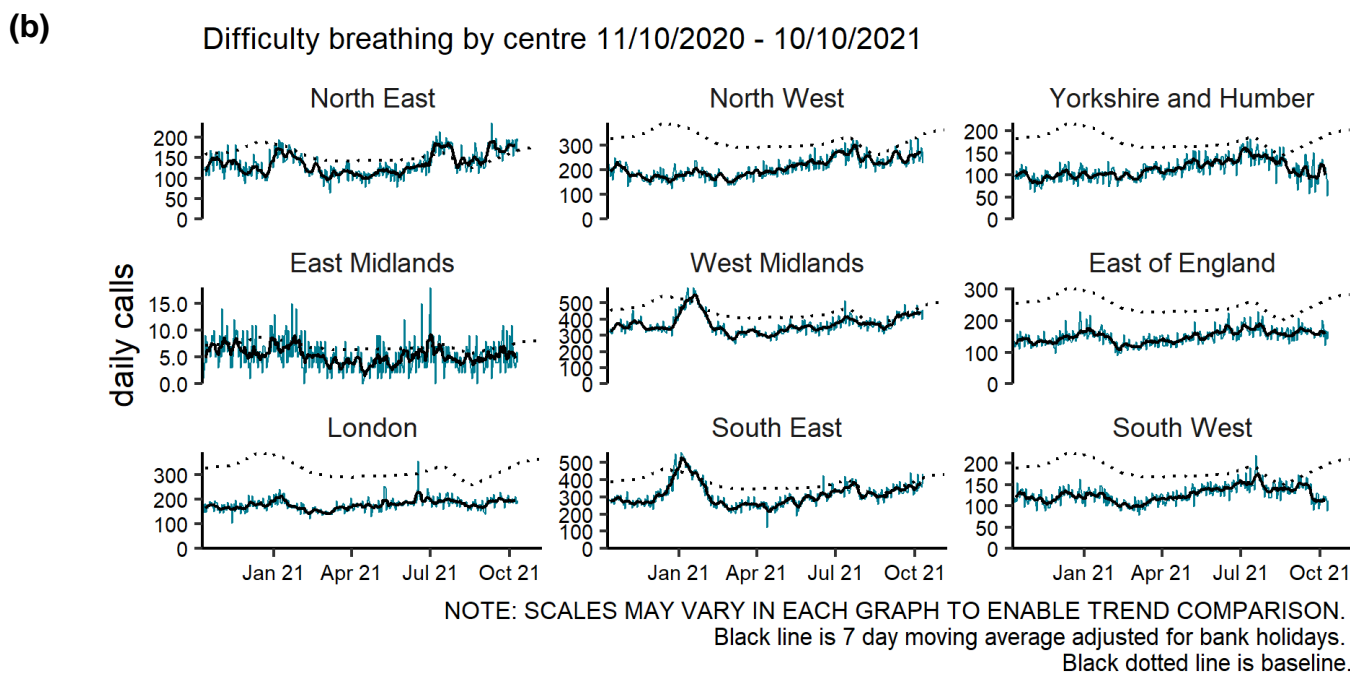 (b)
Difficulty breathing by centre 11/10/2020 - 10/10/2021
daily calls
North East
200
150
100
50
0
North West
300
200
100
0
Yorkshire and Humber
200
150
100
50
0
East Midlands
15.0
10.0
5.0
0.0
West Midlands
500
400
300
200
100
0
East of England
300
200
100
0
London
300
200
100
0
Jan 21 Apr 21 Jul 21 Oct 21
South East
500
400
300
200
100
0
Jan 21 Apr 21 Jul 21 Oct 21
South West
200
150
100
50
0
Jan 21 Apr 21 Jul 21 Oct 21
NOTE: SCALES MAY VARY IN EACH GRAPH TO ENABLE TREND COMPARISON.
Black line is 7 day moving average adjusted for bank holidays.
Black dotted line is baseline.